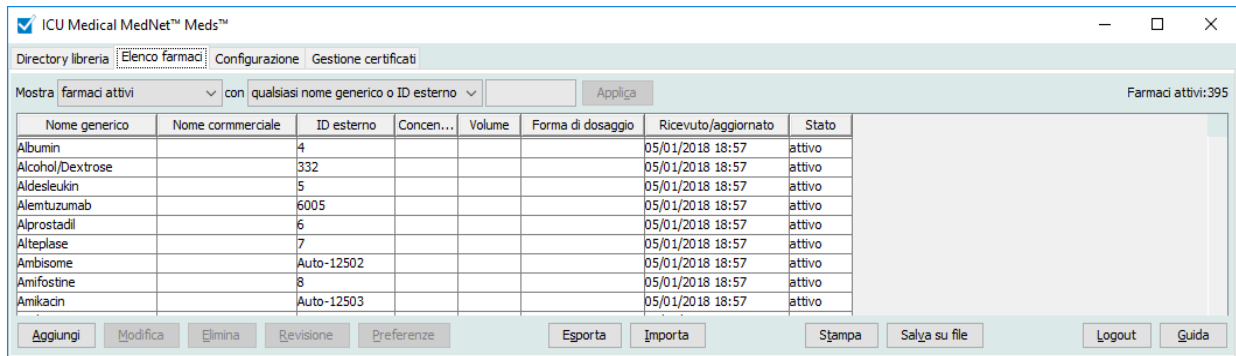 ICU Medical MedNet™ Meds™
Directory libreria Elenco farmaci Configurazione Gestione certificati
Mostra farmaci attivi con qualsiasi nome generico o ID esterno Applica Farmaci attivi:395
Nome generico Nome cormmerciale ID esterno Concen... Volume Forma di dosaggio Ricevuto/aggiornato Stato
Albumin 4 05/01/2018 18:57 attivo
Alcohol/Dextrose 332 05/01/2018 18:57 attivo
Aldesleukin 5 05/01/2018 18:57 attivo
Alemtuzumab 6005 05/01/2018 18:57 attivo
Alprostadil 6 05/01/2018 18:57 attivo
Alteplase 7 05/01/2018 18:57 attivo
Ambisome Auto-12502 05/01/2018 18:57 attivo
Amifostine 8 05/01/2018 18:57 attivo
Amikacin Auto-12503 05/01/2018 18:57 attivo
Aggiungi Modifica Elimina Revisione Preferenze Esporta Importa Stampa Salva su file Logout Guida